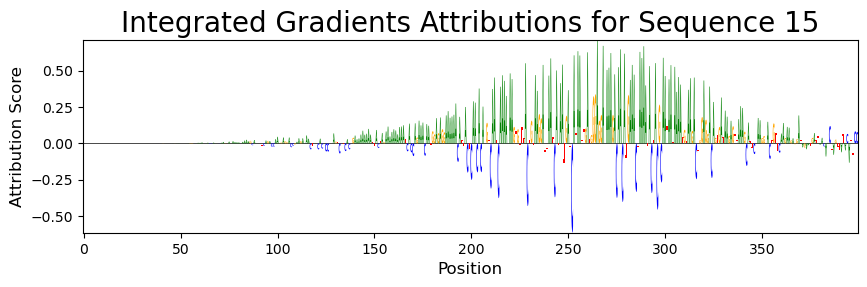 Integrated Gradients Attributions for Sequence 15
Attribution Score
0.50
0.25
0.00
−0.25
−0.50
0 50 100 150 200 250 300 350
Position